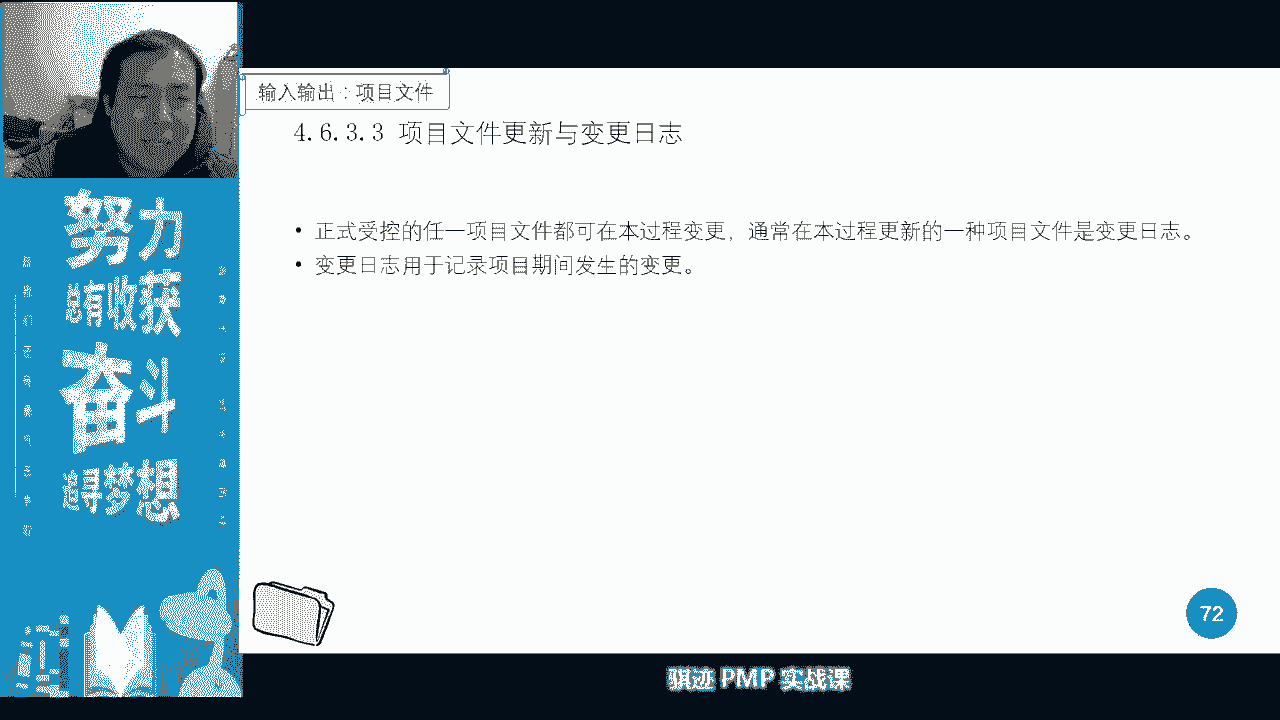 输入输出：项目文件
4.6.3.3 项目文件更新与变更日志
• 正式受控的任一项目文件都可在本过程变更，通常在本过程更新的一种项目文件是变更日志。
• 变更日志用于记录项目期间发生的变更。
努力
总有收获
奋斗
追寻梦想
72
骐迹 PMP 实战课